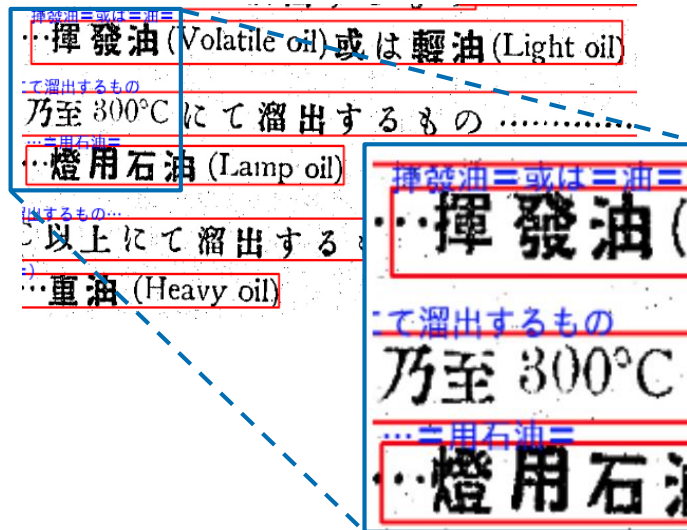 揮發油〓或は〓油〓
…揮發油(Volatile oil)或は輕油(Light oil)
て溜出するもの
乃至 300°C にて溜出するもの ……………
…〓用石油〓
…燈用石油 (Lamp oil)
出するもの…
以上にて溜出する
…重油 (Heavy oil)
揮發油〓或は〓油〓
…揮發油(
て溜出するもの
乃至 300°C
…〓用石油〓
…燈用石油